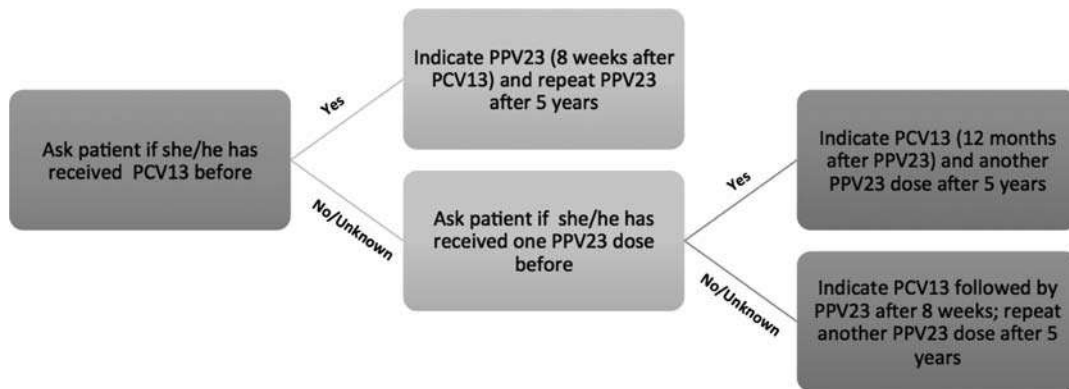 Ask patient if she/he has
received PCV13 before
Yes
No/Unknown
Indicate PPV23 (8 weeks after
PCV13) and repeat PPV23
after 5 years
Ask patient if she/he has
received one PPV23 dose
before
Yes
No/Unknown
Indicate PCV13 (12 months
after PPV23) and another
PPV23 dose after 5 years
Indicate PCV13 followed by
PPV23 after 8 weeks; repeat
another PPV23 dose after 5
years